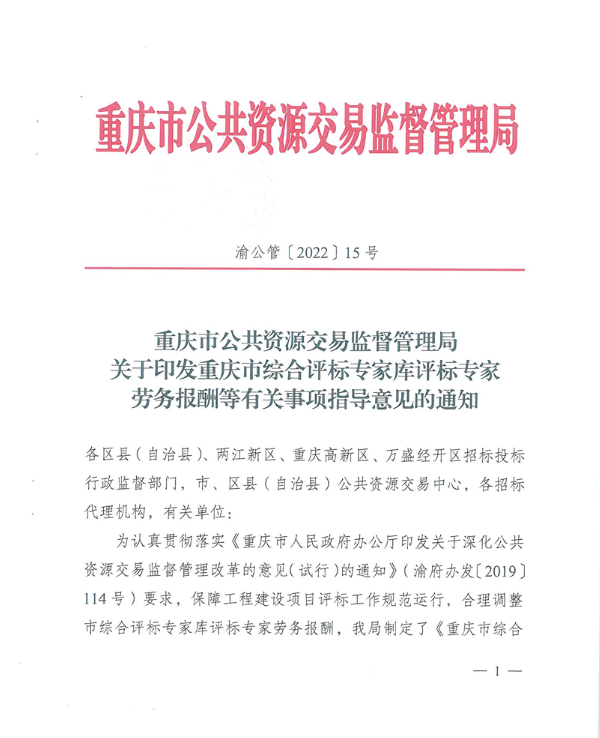 重庆市公共资源交易监督管理局
渝公管〔2022〕15号
重庆市公共资源交易监督管理局
关于印发重庆市综合评标专家库评标专家
劳务报酬等有关事项指导意见的通知
各区县（自治县）、两江新区、重庆高新区、万盛经开区招标投标
行政监督部门，市、区县（自治县）公共资源交易中心，各招标
代理机构，有关单位：
为认真贯彻落实《重庆市人民政府办公厅印发关于深化公共
资源交易监督管理改革的意见（试行）的通知》（渝府办发〔2019〕
114号）要求，保障工程建设项目评标工作规范运行，合理调整
市综合评标专家库评标专家劳务报酬，我局制定了《重庆市综合
— 1 —